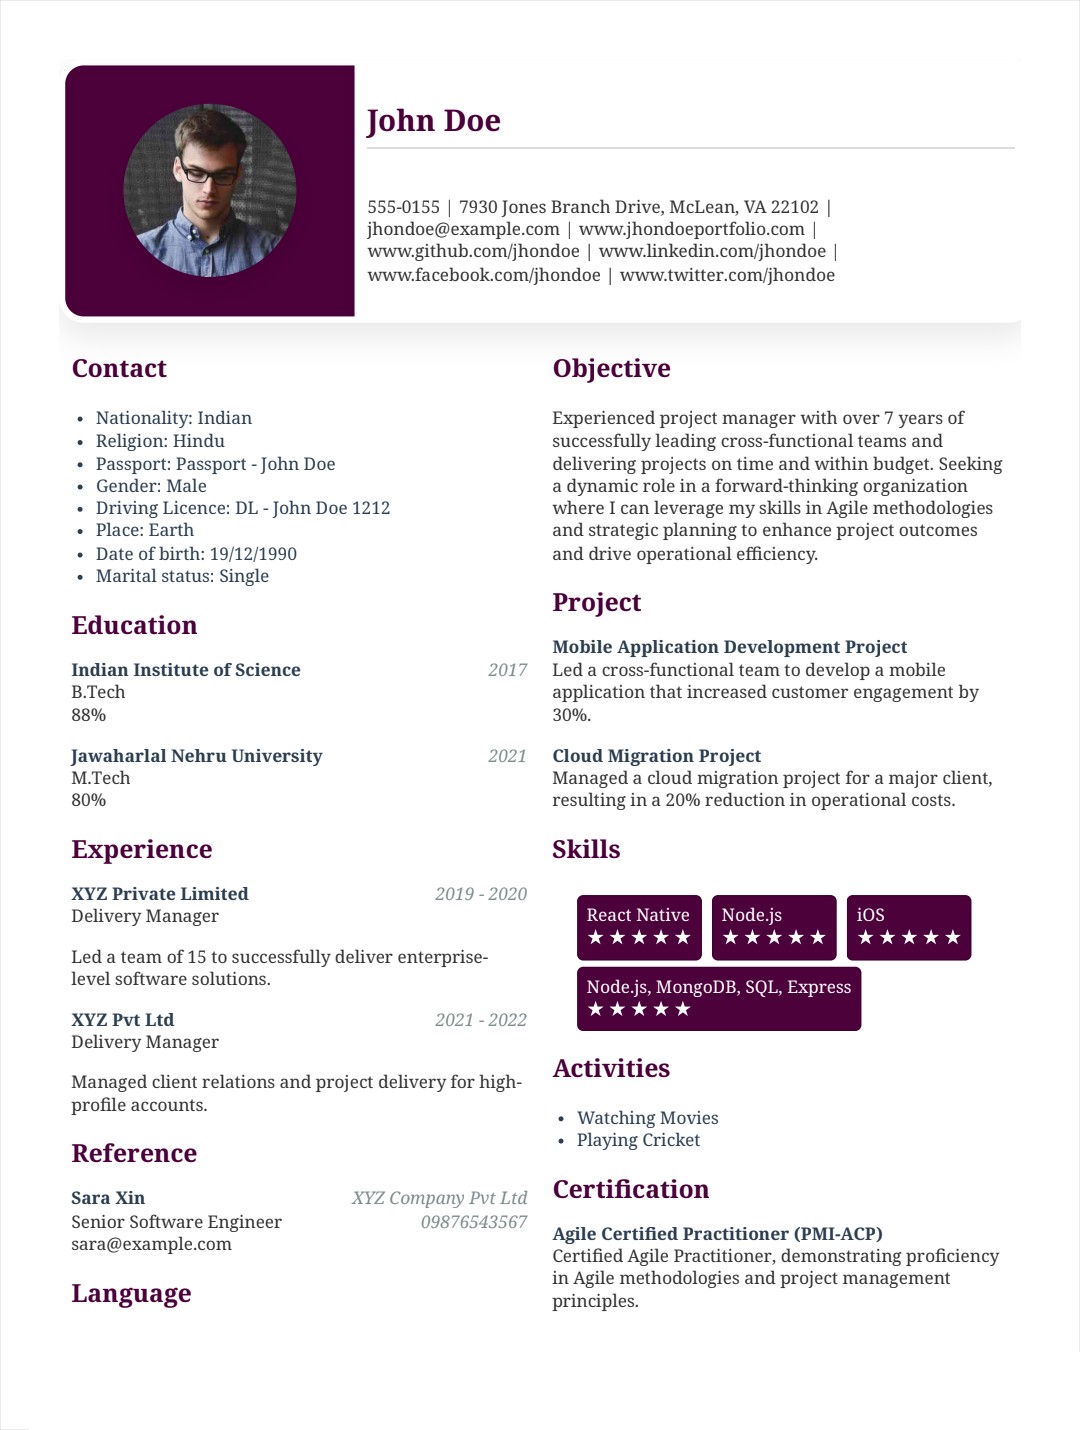 John Doe
555-0155 | 7930 Jones Branch Drive, McLean, VA 22102 |
jhondoe@example.com | www.jhondoeportfolio.com |
www.github.com/jhondoe | www.linkedin.com/jhondoe |
www.facebook.com/jhondoe | www.twitter.com/jhondoe
Contact
• Nationality: Indian
• Religion: Hindu
• Passport: Passport - John Doe
• Gender: Male
• Driving Licence: DL - John Doe 1212
• Place: Earth
• Date of birth: 19/12/1990
• Marital status: Single
Education
Indian Institute of Science 2017
B.Tech
88%
Jawaharlal Nehru University 2021
M.Tech
80%
Experience
XYZ Private Limited 2019 - 2020
Delivery Manager
Led a team of 15 to successfully deliver enterprise-
level software solutions.
XYZ Pvt Ltd 2021 - 2022
Delivery Manager
Managed client relations and project delivery for high-
profile accounts.
Reference
Sara Xin XYZ Company Pvt Ltd
Senior Software Engineer 09876543567
sara@example.com
Language
Objective
Experienced project manager with over 7 years of
successfully leading cross-functional teams and
delivering projects on time and within budget. Seeking
a dynamic role in a forward-thinking organization
where I can leverage my skills in Agile methodologies
and strategic planning to enhance project outcomes
and drive operational efficiency.
Project
Mobile Application Development Project
Led a cross-functional team to develop a mobile
application that increased customer engagement by
30%.
Cloud Migration Project
Managed a cloud migration project for a major client,
resulting in a 20% reduction in operational costs.
Skills
React Native Node.js iOS
★ ★ ★ ★ ★ ★ ★ ★ ★ ★ ★ ★ ★ ★ ★
Node.js, MongoDB, SQL, Express
★ ★ ★ ★ ★
Activities
• Watching Movies
• Playing Cricket
Certification
Agile Certified Practitioner (PMI-ACP)
Certified Agile Practitioner, demonstrating proficiency
in Agile methodologies and project management
principles.